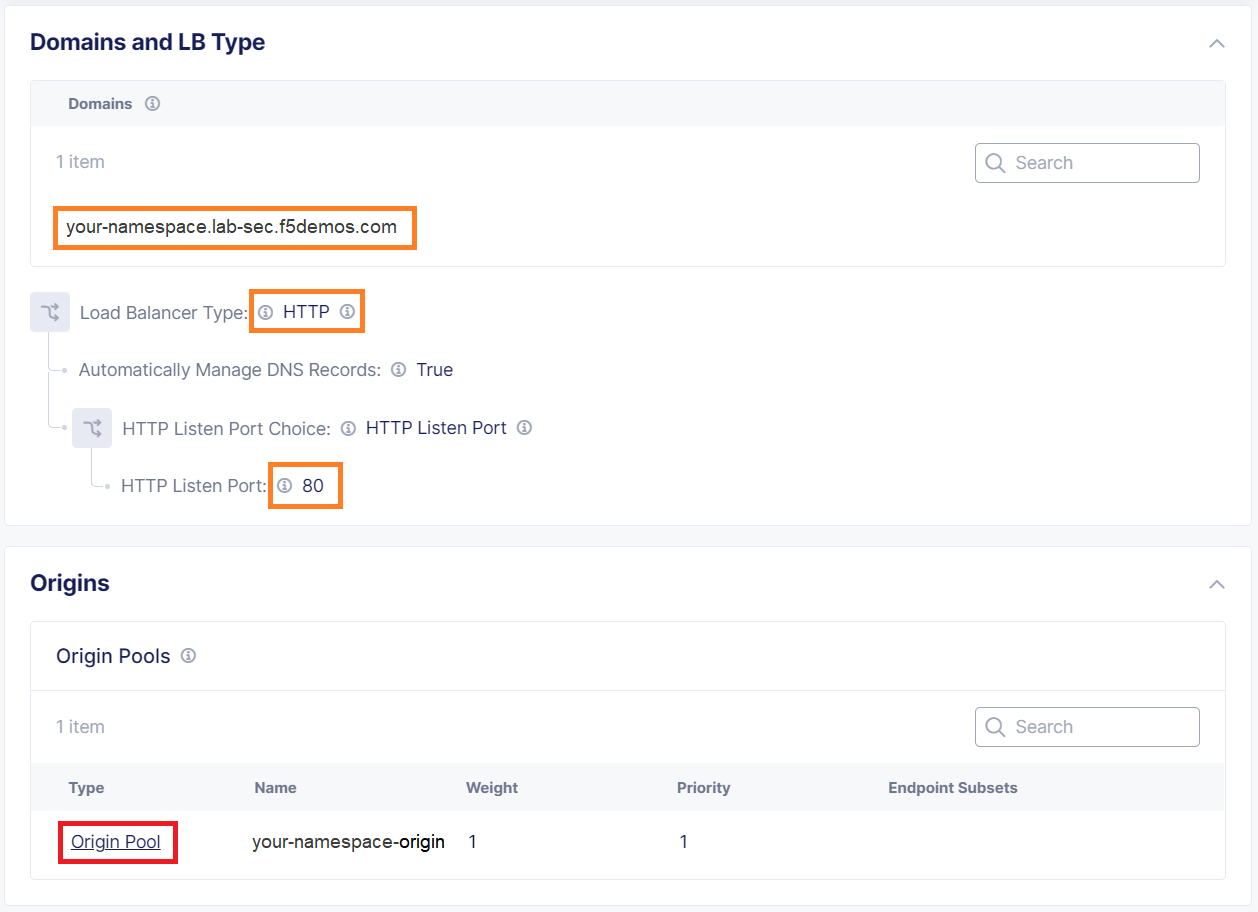 Domains and LB Type
Domains
1 item
Search
your-namespace.lab-sec.f5demos.com
Load Balancer Type: HTTP
Automatically Manage DNS Records: True
HTTP Listen Port Choice: HTTP Listen Port
HTTP Listen Port: 80
Origins
Origin Pools
1 item
Search
Type Name Weight Priority Endpoint Subsets
Origin Pool your-namespace-origin 1 1